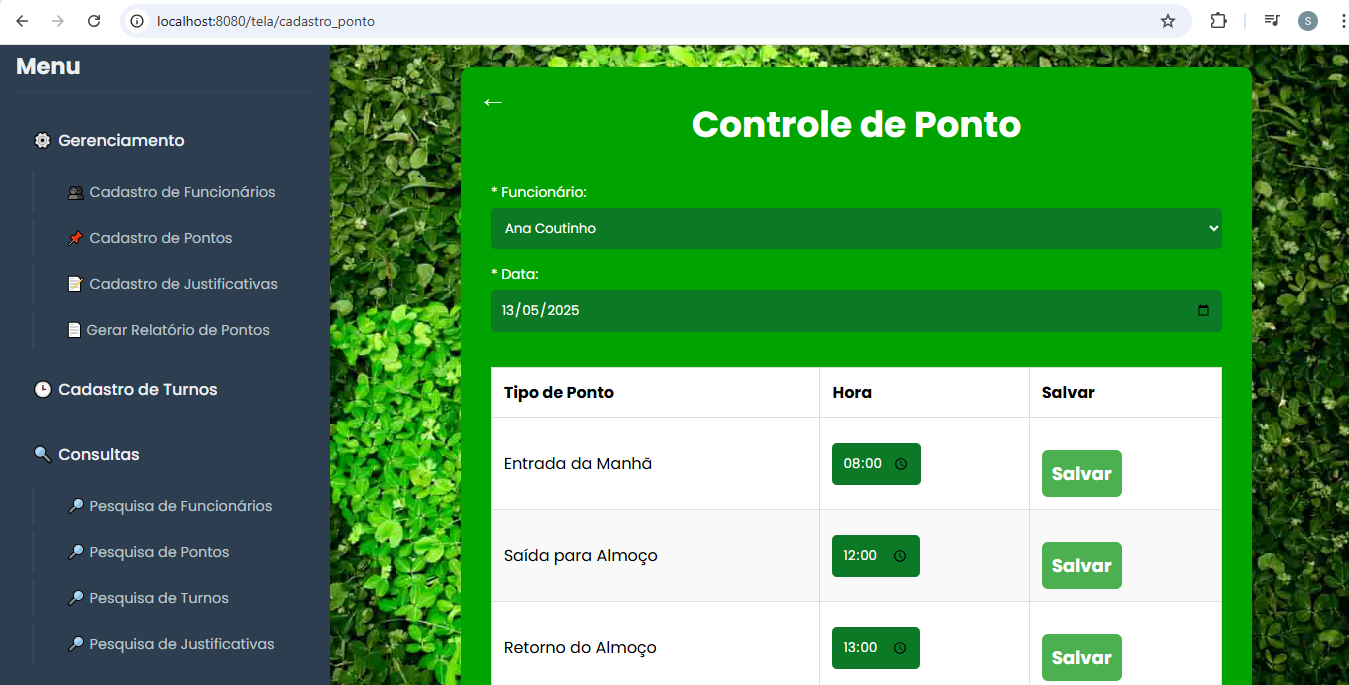 localhost:8080/tela/cadastro_ponto
S
Menu
Gerenciamento
Cadastro de Funcionários
Cadastro de Pontos
Cadastro de Justificativas
Gerar Relatório de Pontos
Cadastro de Turnos
Consultas
Pesquisa de Funcionários
Pesquisa de Pontos
Pesquisa de Turnos
Pesquisa de Justificativas
←
Controle de Ponto
* Funcionário:
Ana Coutinho
* Data:
13/05/2025
Tipo de Ponto Hora Salvar
Entrada da Manhã 08:00 Salvar
Saída para Almoço 12:00 Salvar
Retorno do Almoço 13:00 Salvar